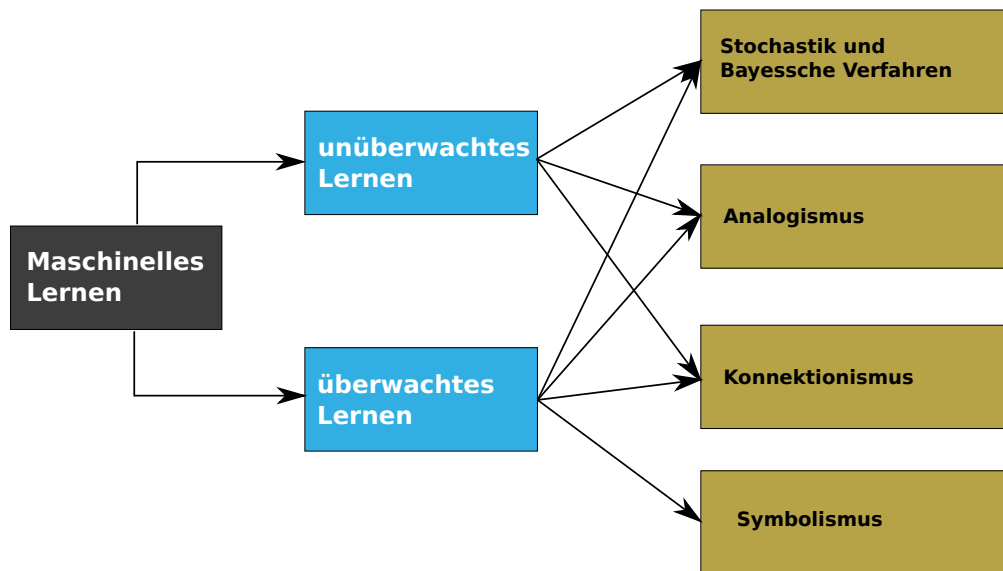 Maschinelles
Lernen
unüberwachtes
Lernen
überwachtes
Lernen
Stochastik und
Bayessche Verfahren
Analogismus
Konnektionismus
Symbolismus